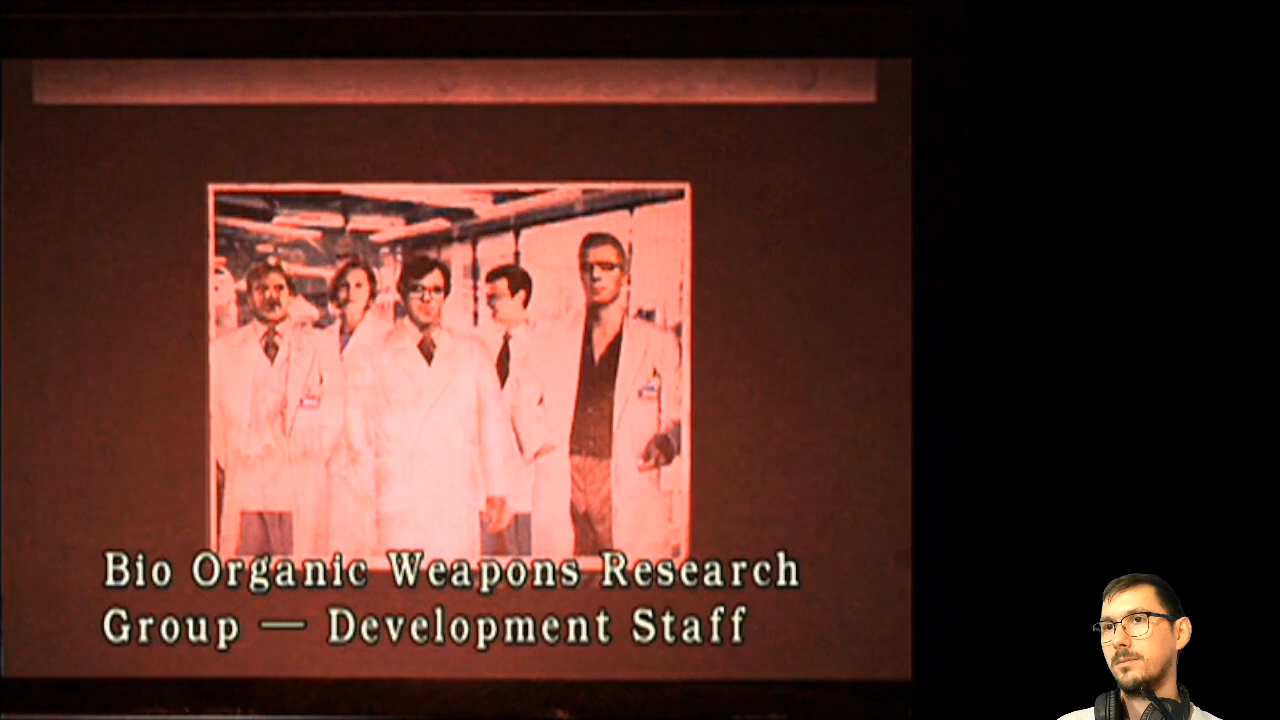 Bio Organic Weapons Research
Group — Development Staff